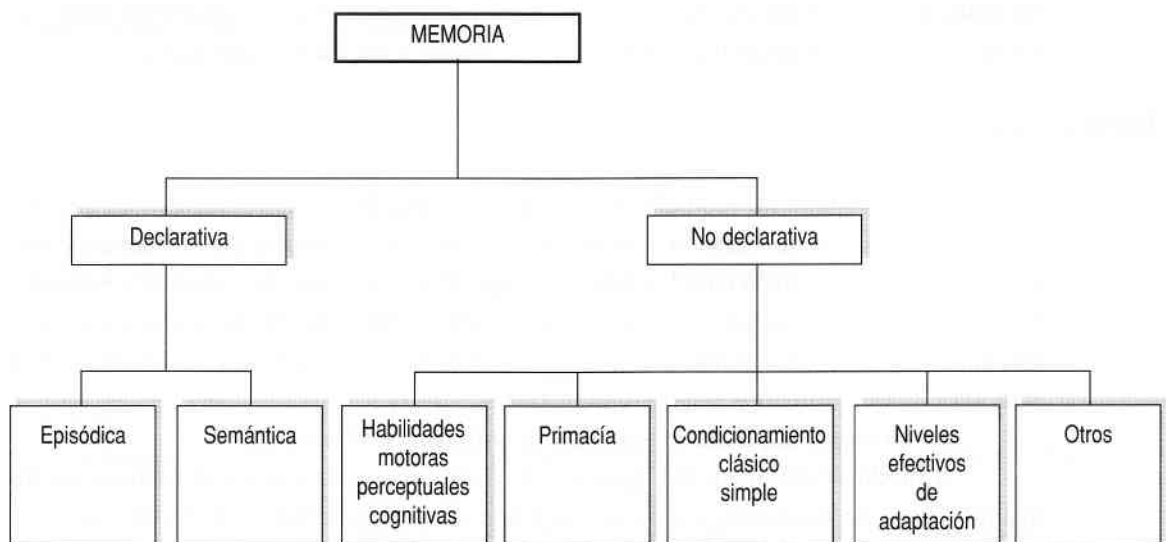 MEMORIA
Declarativa
No declarativa
Episódica
Semántica
Habilidades
motoras
perceptuales
cognitivas
Primacía
Condicionamiento
clásico
simple
Niveles
efectivos
de
adaptación
Otros